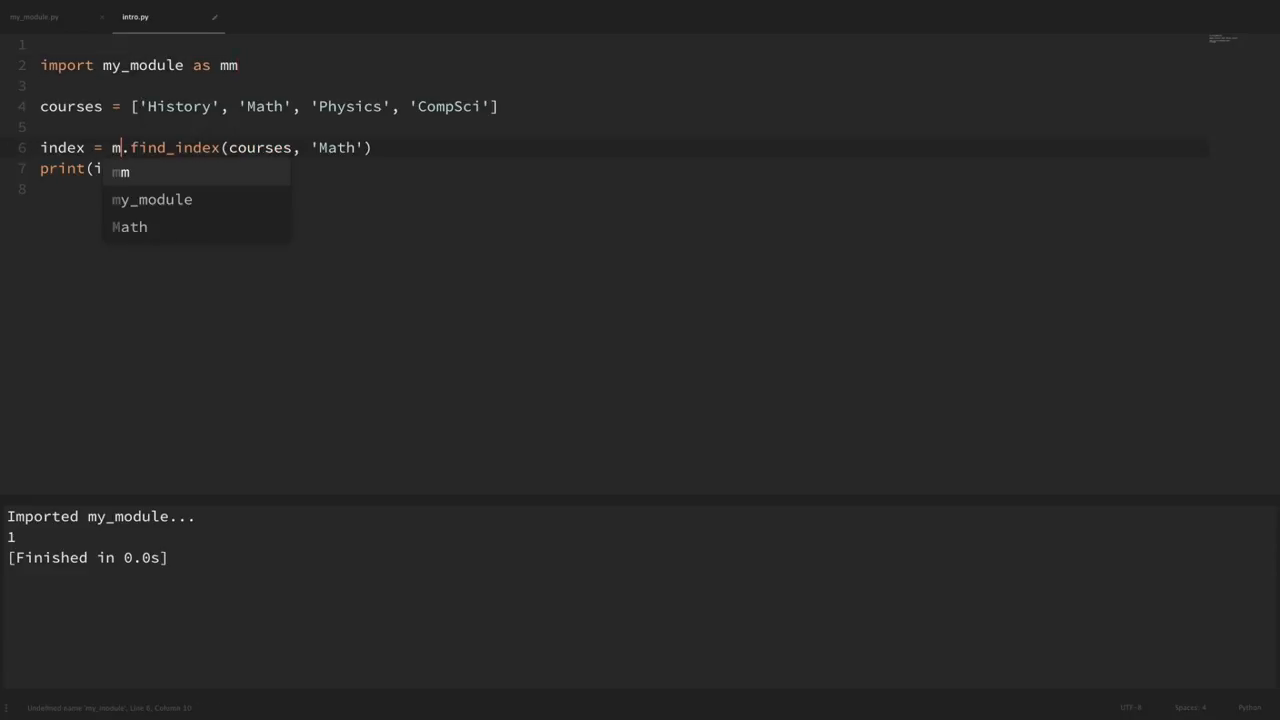 my_module.py
intro.py
1
2 import my_module as mm
3
4 courses = ['History', 'Math', 'Physics', 'CompSci']
5
6 index = m.find_index(courses, 'Math')
7 print(i
8
mm
my_module
Math
Imported my_module...
1
[Finished in 0.0s]
Undefined name 'my_module', Line 6, Column 10
UTF-8
Spaces: 4
Python